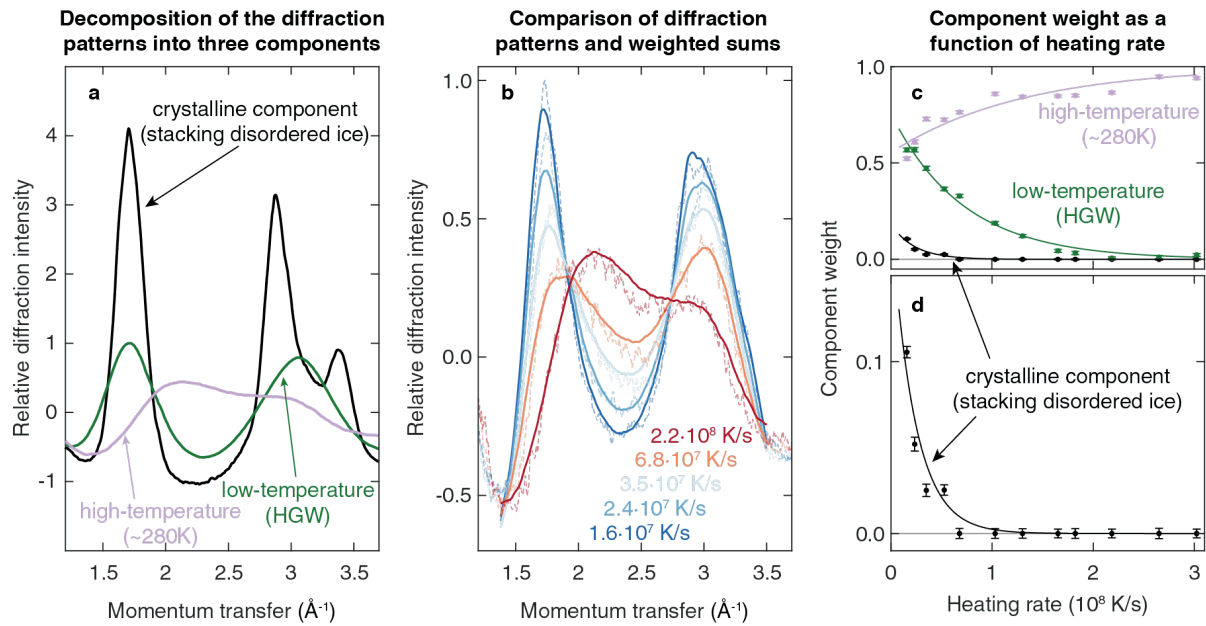 Decomposition of the diffraction
patterns into three components
Comparison of diffraction
patterns and weighted sums
Component weight as a
function of heating rate
a
crystalline component
(stacking disordered ice)
4
3
2
1
0
-1
Relative diffraction intensity
low-temperature
(HGW)
high-temperature
(~280K)
1.5
2
2.5
3
3.5
Momentum transfer (Å⁻¹)
b
1.0
0.5
0.0
-0.5
Relative diffraction intensity
2.2·10⁸ K/s
6.8·10⁷ K/s
3.5·10⁷ K/s
2.4·10⁷ K/s
1.6·10⁷ K/s
1.5
2
2.5
3
3.5
Momentum transfer (Å⁻¹)
c
1.0
0.5
0.0
high-temperature
(~280K)
low-temperature
(HGW)
Component weight
d
0.1
0.0
crystalline component
(stacking disordered ice)
0
1
2
3
Heating rate (10⁸ K/s)